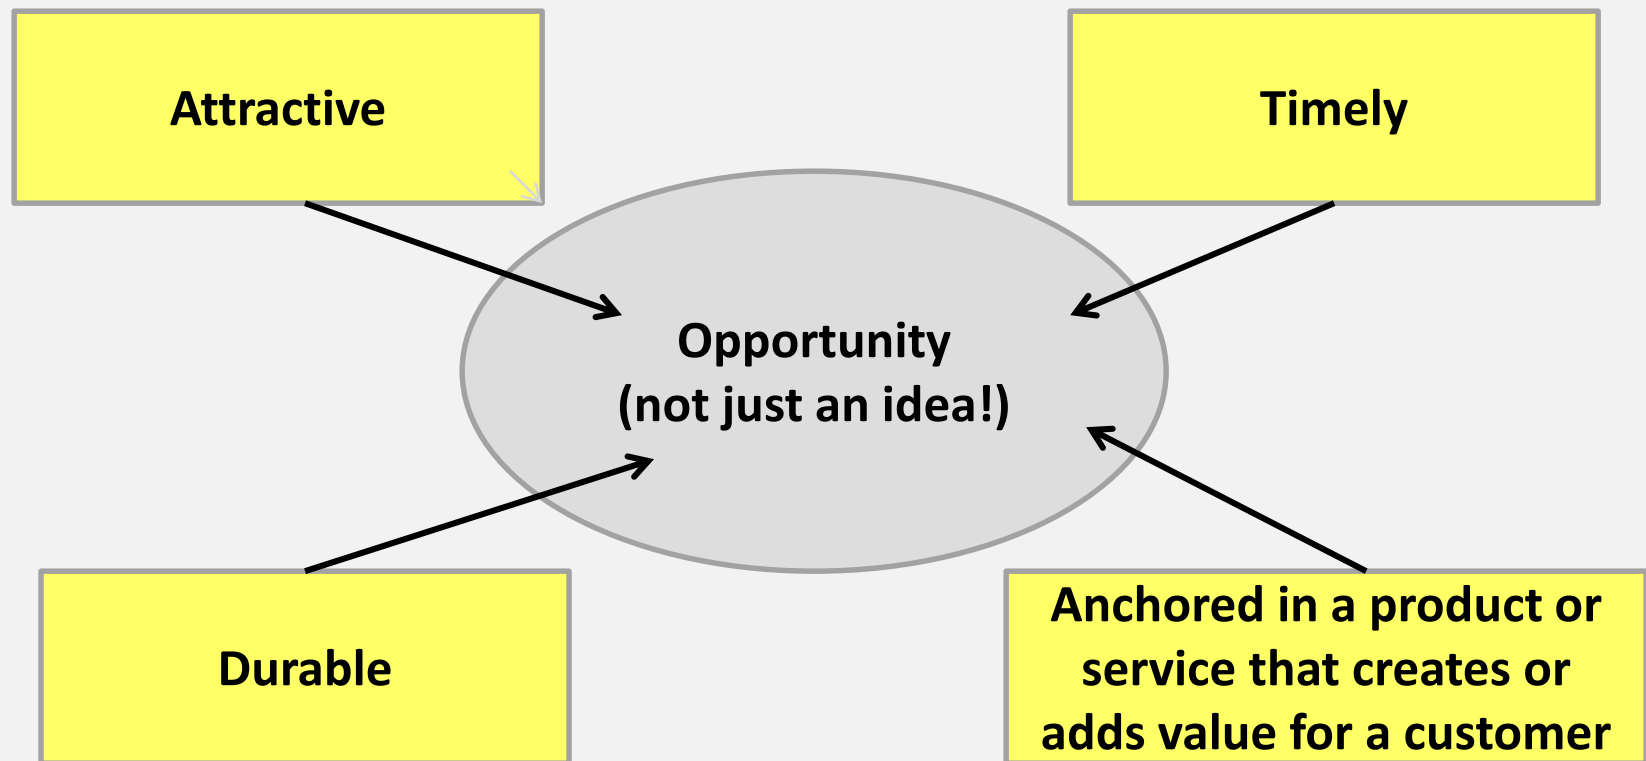 Attractive
Timely
Opportunity
(not just an idea!)
Durable
Anchored in a product or
service that creates or
adds value for a customer